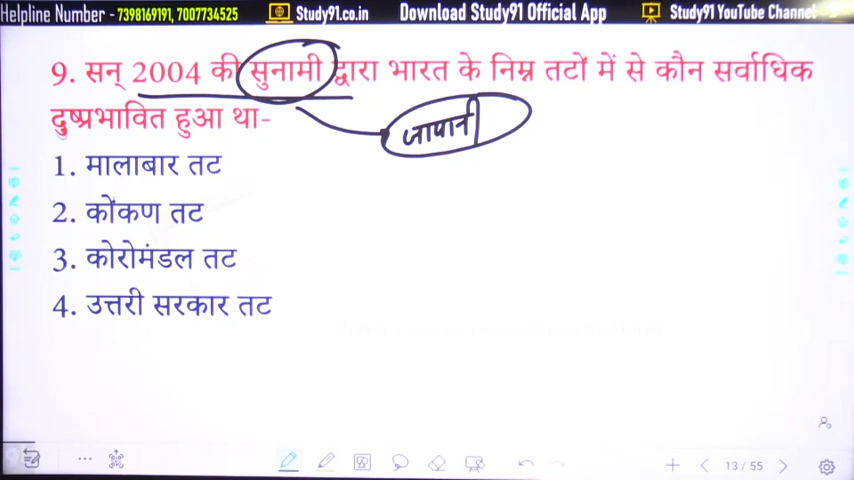 Helpline Number - 7398169191, 7007734525 Study91.co.in Download Study91 Official App Study91 YouTube Channel
9. सन् 2004 की सुनामी द्वारा भारत के निम्न तटों में से कौन सर्वाधिक
दुष्प्रभावित हुआ था-
जापानी
1. मालाबार तट
2. कोंकण तट
3. कोरोमंडल तट
4. उत्तरी सरकार तट
13 / 55